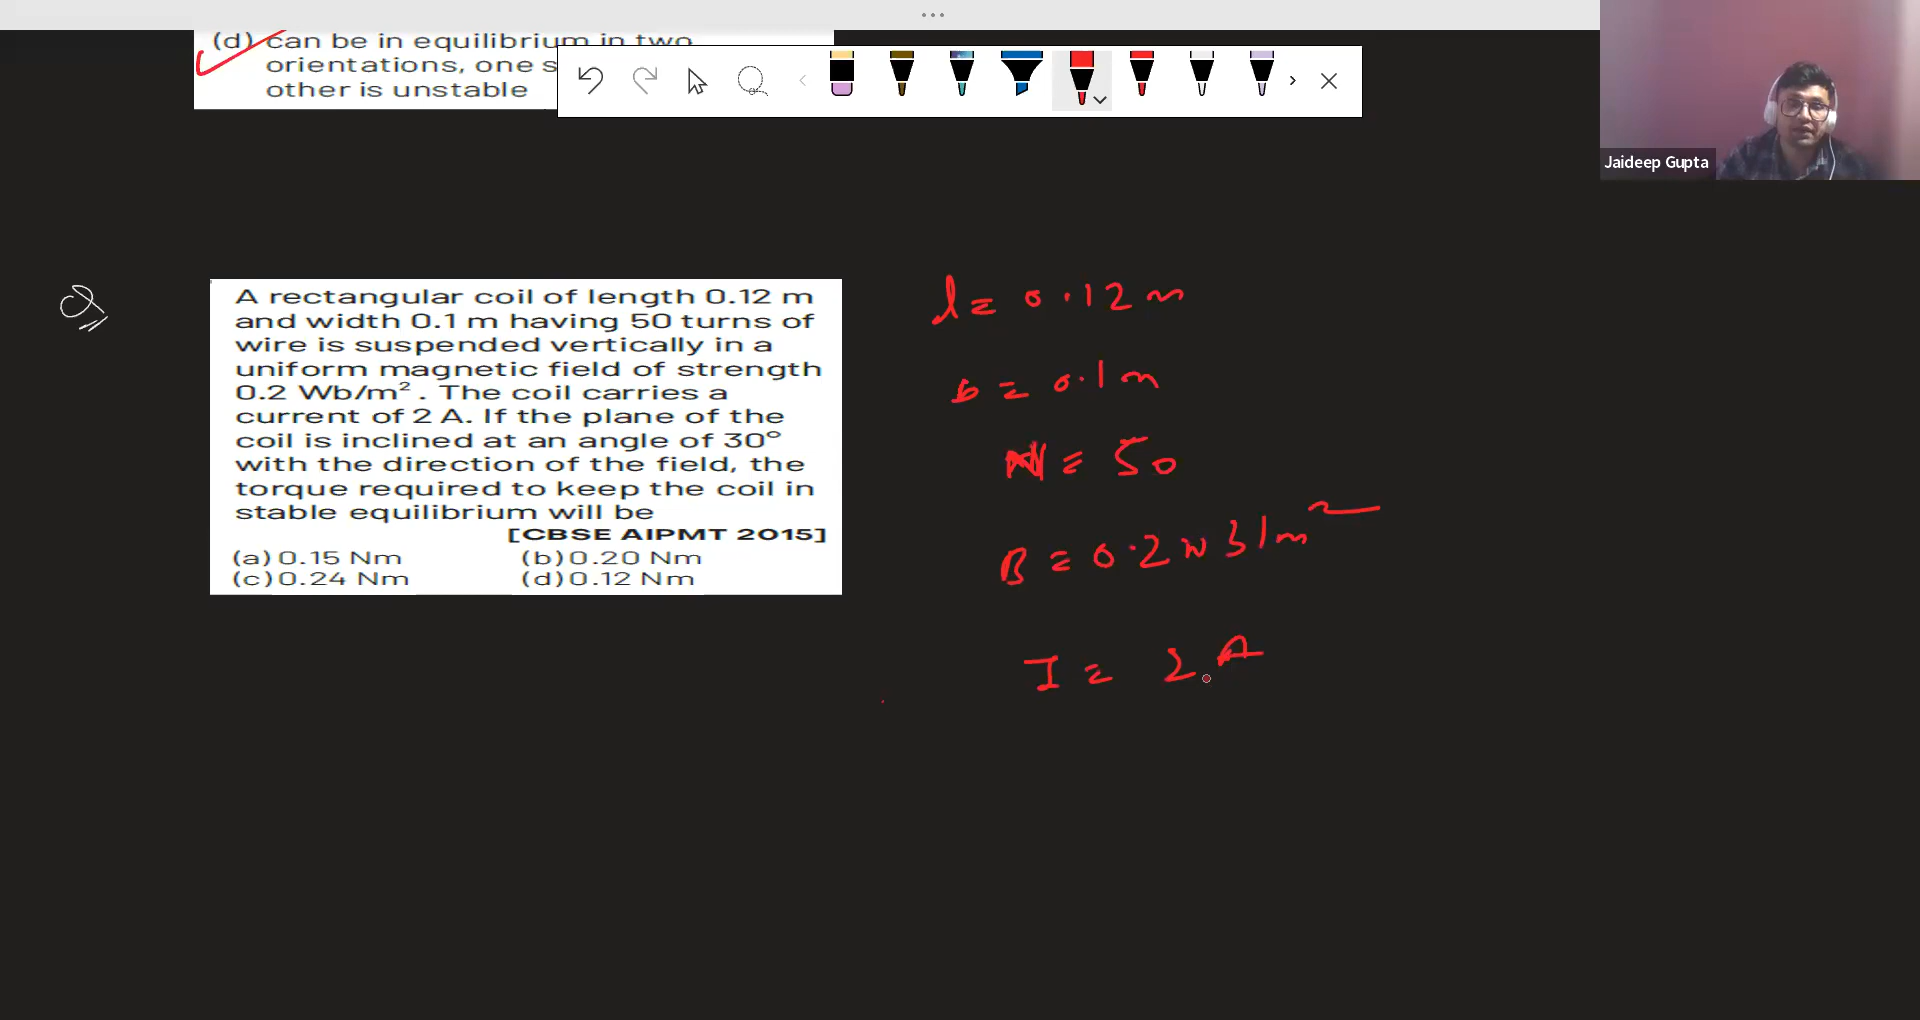 (d) can be in equilibrium in two
orientations, one s
other is unstable
Jaideep Gupta
A rectangular coil of length 0.12 m
and width 0.1 m having 50 turns of
wire is suspended vertically in a
uniform magnetic field of strength
0.2 Wb/m². The coil carries a
current of 2 A. If the plane of the
coil is inclined at an angle of 30°
with the direction of the field, the
torque required to keep the coil in
stable equilibrium will be
[CBSE AIPMT 2015]
(a) 0.15 Nm (b) 0.20 Nm
(c) 0.24 Nm (d) 0.12 Nm
l = 0.12 m
b = 0.1 m
N = 50
B = 0.2 wb/m²
I = 2A